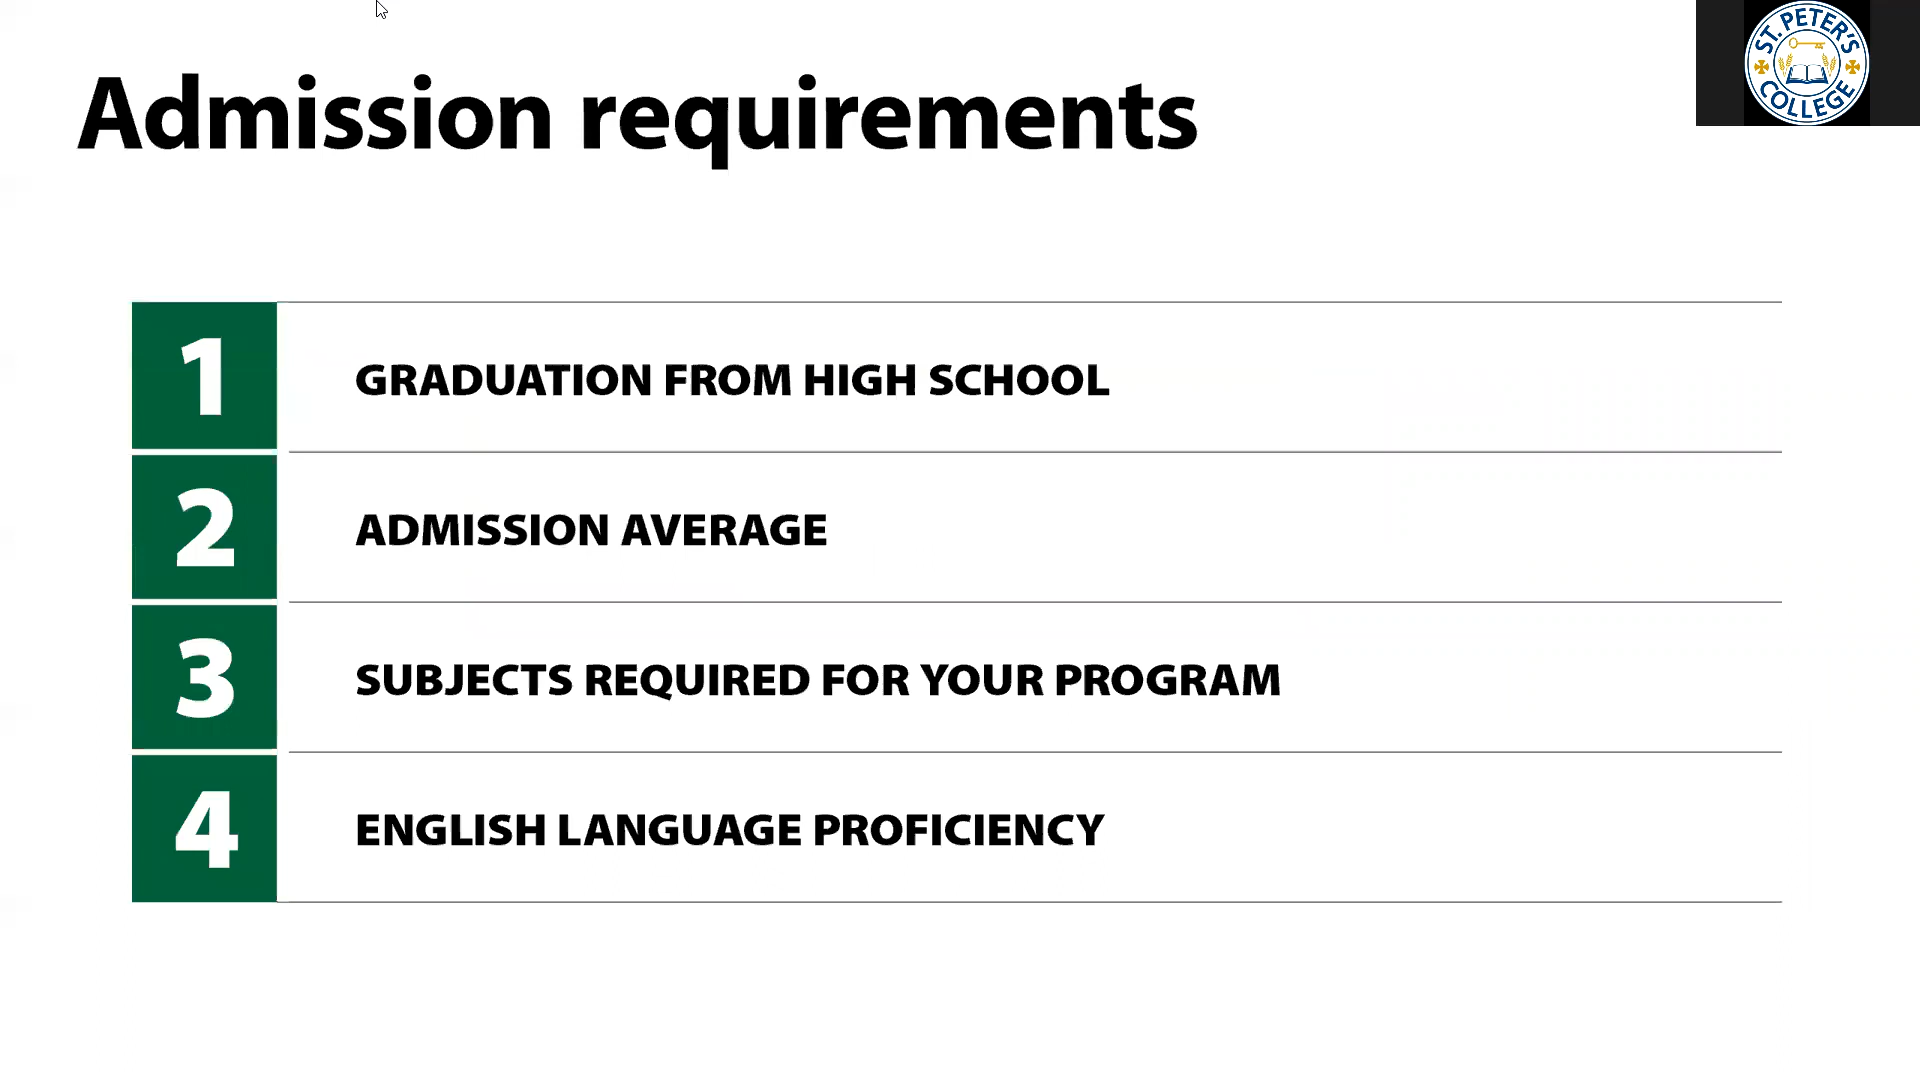 Admission requirements
ST. PETER'S
COLLEGE
1
GRADUATION FROM HIGH SCHOOL
2
ADMISSION AVERAGE
3
SUBJECTS REQUIRED FOR YOUR PROGRAM
4
ENGLISH LANGUAGE PROFICIENCY